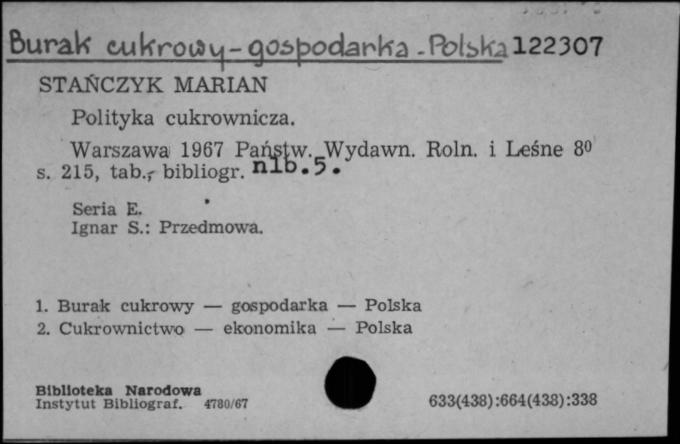 Burak cukrowy - gospodarka - Polska 122307
STAŃCZYK MARIAN
Polityka cukrownicza.
Warszawa 1967 Państw. Wydawn. Roln. i Leśne 8⁰
s. 215, tab., bibliogr. nlb. 5.
Seria E.
Ignar S.: Przedmowa.
1. Burak cukrowy — gospodarka — Polska
2. Cukrownictwo — ekonomika — Polska
Biblioteka Narodowa
Instytut Bibliograf. 4780/67
633(438):664(438):338